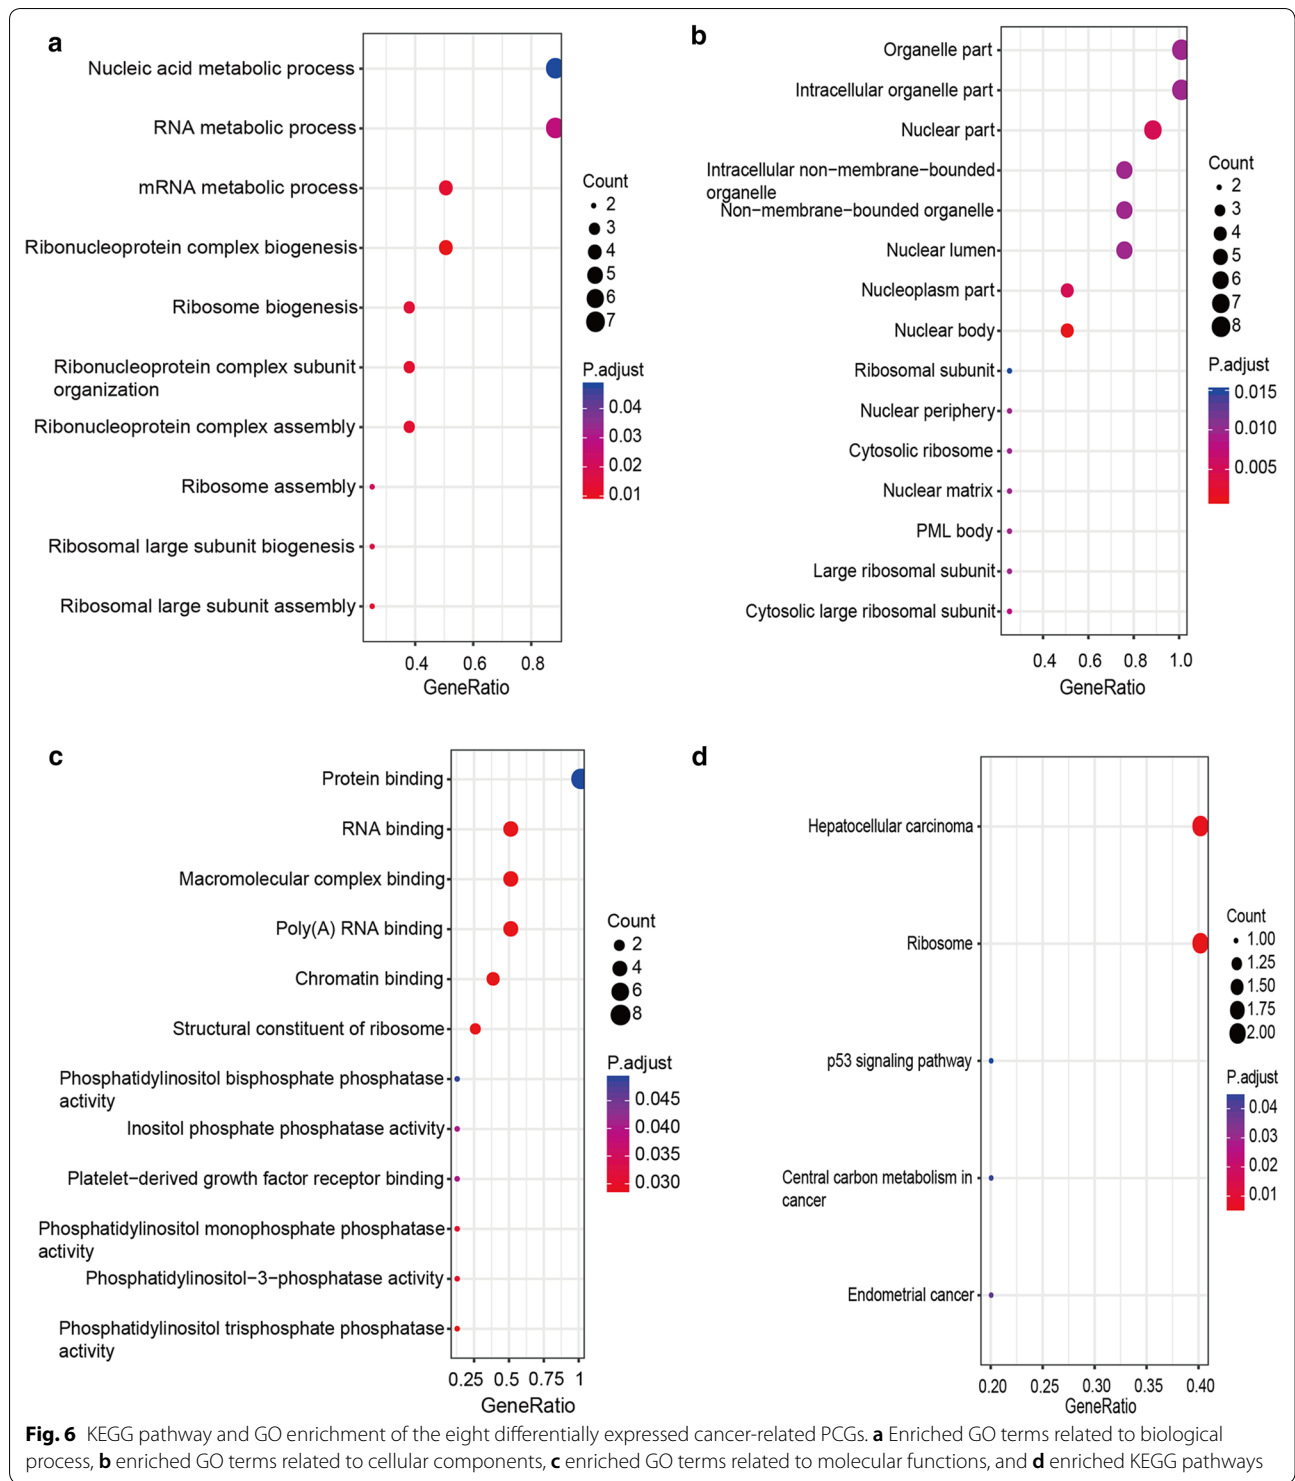 a
Nucleic acid metabolic process
RNA metabolic process
mRNA metabolic process
Ribonucleoprotein complex biogenesis
Ribosome biogenesis
Ribonucleoprotein complex subunit
organization
Ribonucleoprotein complex assembly
Ribosome assembly
Ribosomal large subunit biogenesis
Ribosomal large subunit assembly
0.4 0.6 0.8
GeneRatio
Count
2
3
4
5
6
7
P.adjust
0.04
0.03
0.02
0.01
b
Organelle part
Intracellular organelle part
Nuclear part
Intracellular non−membrane−bounded
organelle
Non−membrane−bounded organelle
Nuclear lumen
Nucleoplasm part
Nuclear body
Ribosomal subunit
Nuclear periphery
Cytosolic ribosome
Nuclear matrix
PML body
Large ribosomal subunit
Cytosolic large ribosomal subunit
0.4 0.6 0.8 1.0
GeneRatio
Count
2
3
4
5
6
7
8
P.adjust
0.015
0.010
0.005
c
Protein binding
RNA binding
Macromolecular complex binding
Poly(A) RNA binding
Chromatin binding
Structural constituent of ribosome
Phosphatidylinositol bisphosphate phosphatase
activity
Inositol phosphate phosphatase activity
Platelet−derived growth factor receptor binding
Phosphatidylinositol monophosphate phosphatase
activity
Phosphatidylinositol−3−phosphatase activity
Phosphatidylinositol trisphosphate phosphatase
activity
0.25 0.5 0.75 1
GeneRatio
Count
2
4
6
8
P.adjust
0.045
0.040
0.035
0.030
d
Hepatocellular carcinoma
Ribosome
p53 signaling pathway
Central carbon metabolism in
cancer
Endometrial cancer
0.20 0.25 0.30 0.35 0.40
GeneRatio
Count
1.00
1.25
1.50
1.75
2.00
P.adjust
0.04
0.03
0.02
0.01
Fig. 6 KEGG pathway and GO enrichment of the eight differentially expressed cancer-related PCGs. a Enriched GO terms related to biological
process, b enriched GO terms related to cellular components, c enriched GO terms related to molecular functions, and d enriched KEGG pathways